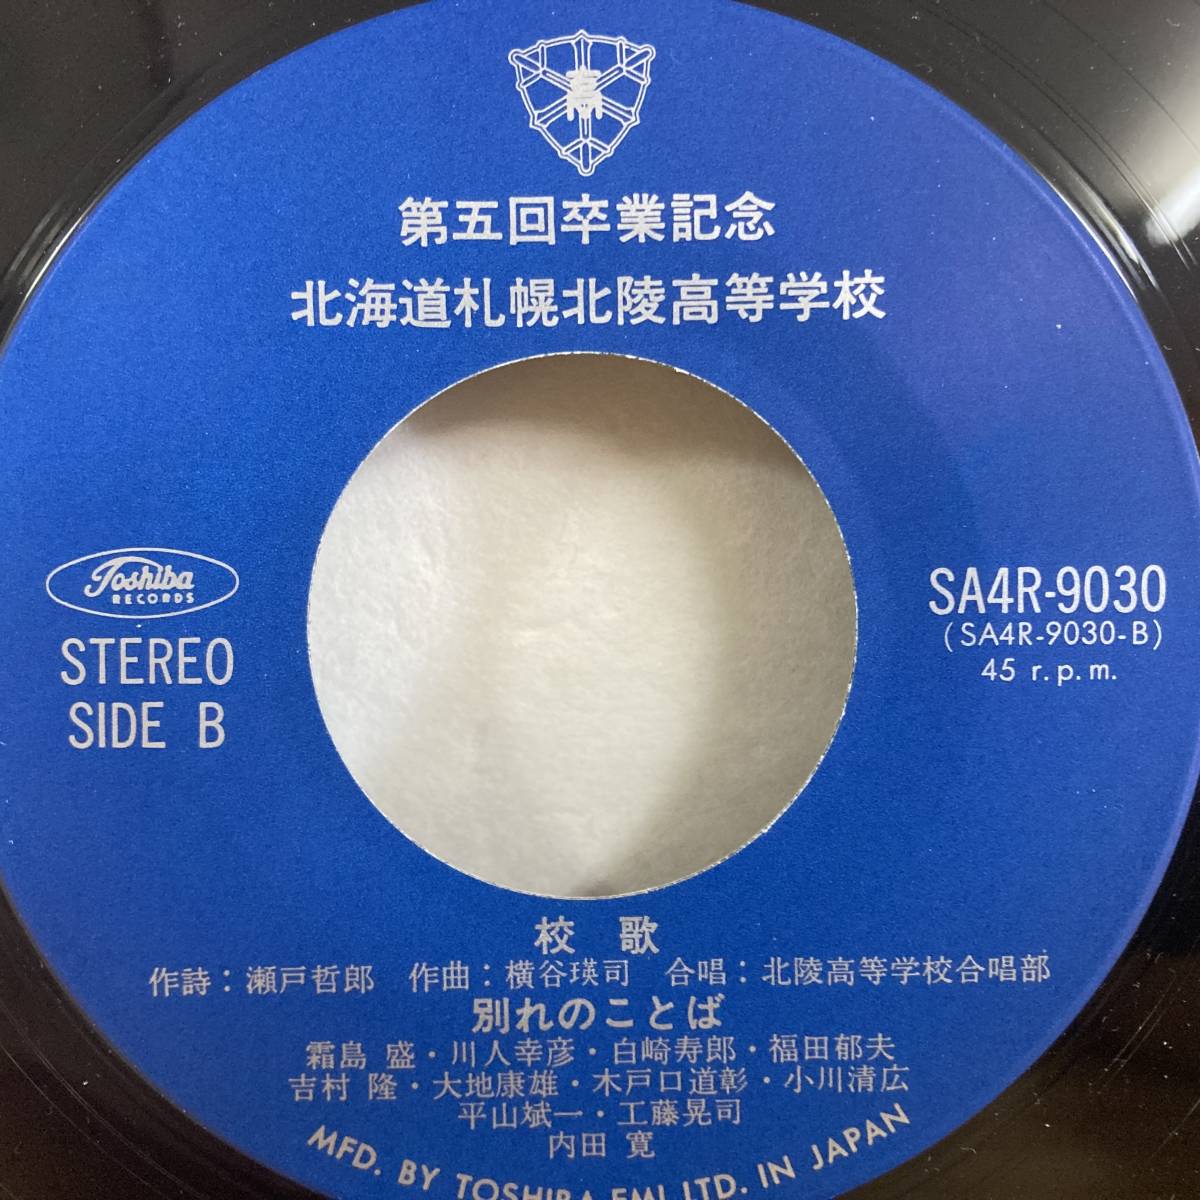 高
第五回卒業記念
北海道札幌北陵高等学校
Toshiba
RECORDS
STEREO
SIDE B
SA4R-9030
(SA4R-9030-B)
45 r.p.m.
校 歌
作詩：瀬戸哲郎 作曲：横谷瑛司 合唱：北陵高等学校合唱部
別れのことば
霜島 盛・川人幸彦・白崎寿郎・福田郁夫
吉村 隆・大地康雄・木戸口道彰・小川清広
平山斌一・工藤晃司
内田 寛
MFD. BY TOSHIBA EMI LTD. IN JAPAN